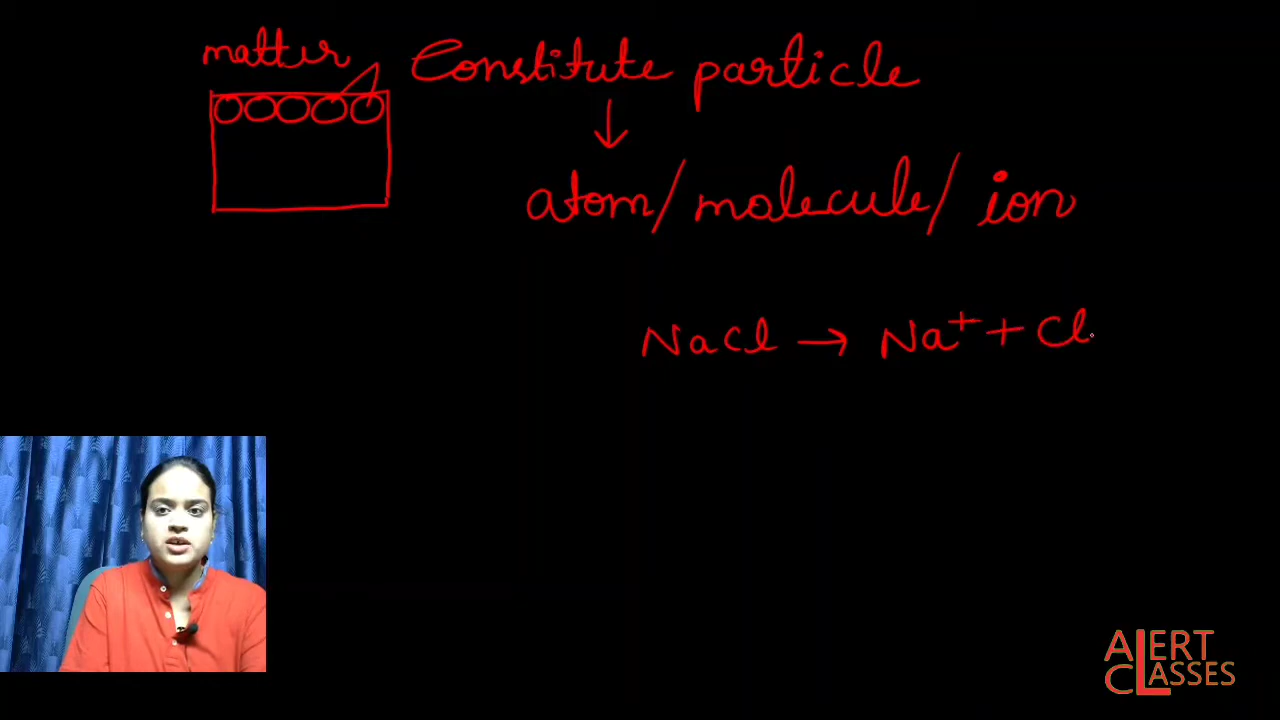 matter
Constitute particle
↓
atom/molecule/ion
NaCl → Na⁺ + Cl
ALERT
CLASSES